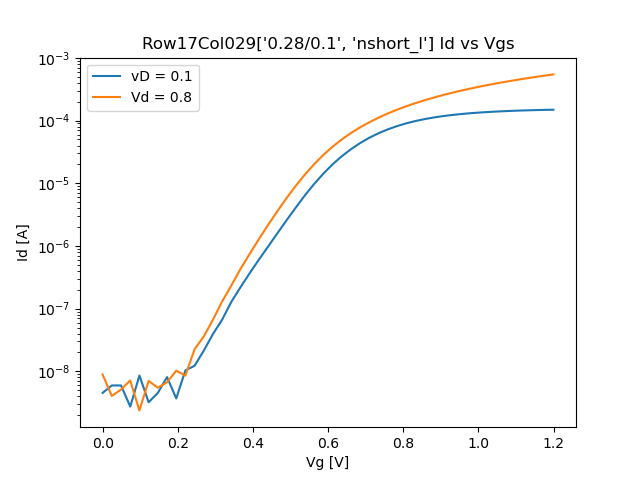 Row17Col029['0.28/0.1', 'nshort_l'] Id vs Vgs
vD = 0.1
Vd = 0.8
10⁻³
10⁻⁴
10⁻⁵
10⁻⁶
10⁻⁷
10⁻⁸
Id [A]
0.0 0.2 0.4 0.6 0.8 1.0 1.2
Vg [V]